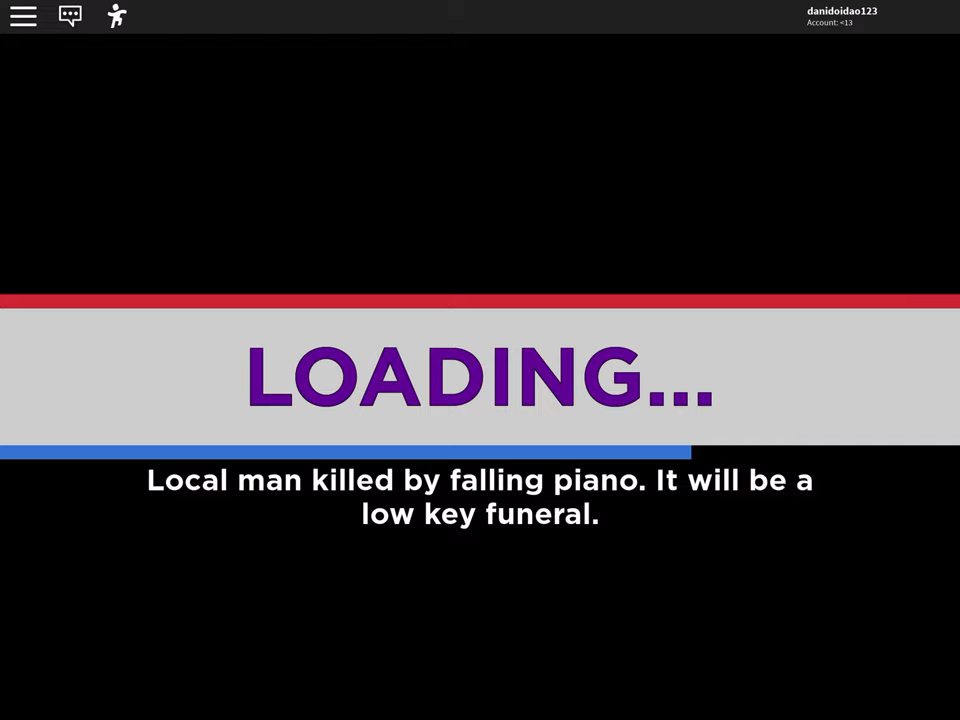 danidoidao123
Account: <13
LOADING...
Local man killed by falling piano. It will be a
low key funeral.